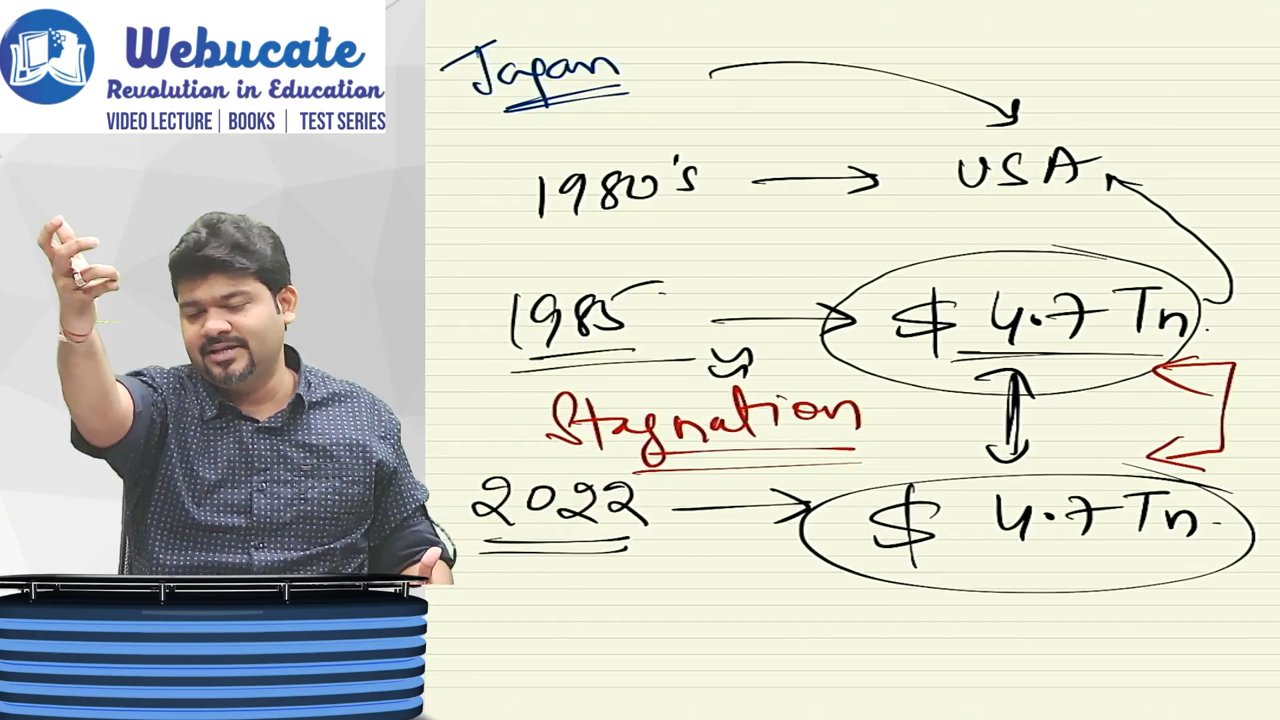 Webucate
Revolution in Education
VIDEO LECTURE | BOOKS | TEST SERIES
Japan
1980's → USA
1985 → $ 4.7 Tn.
Stagnation
2022 → $ 4.7 Tn.